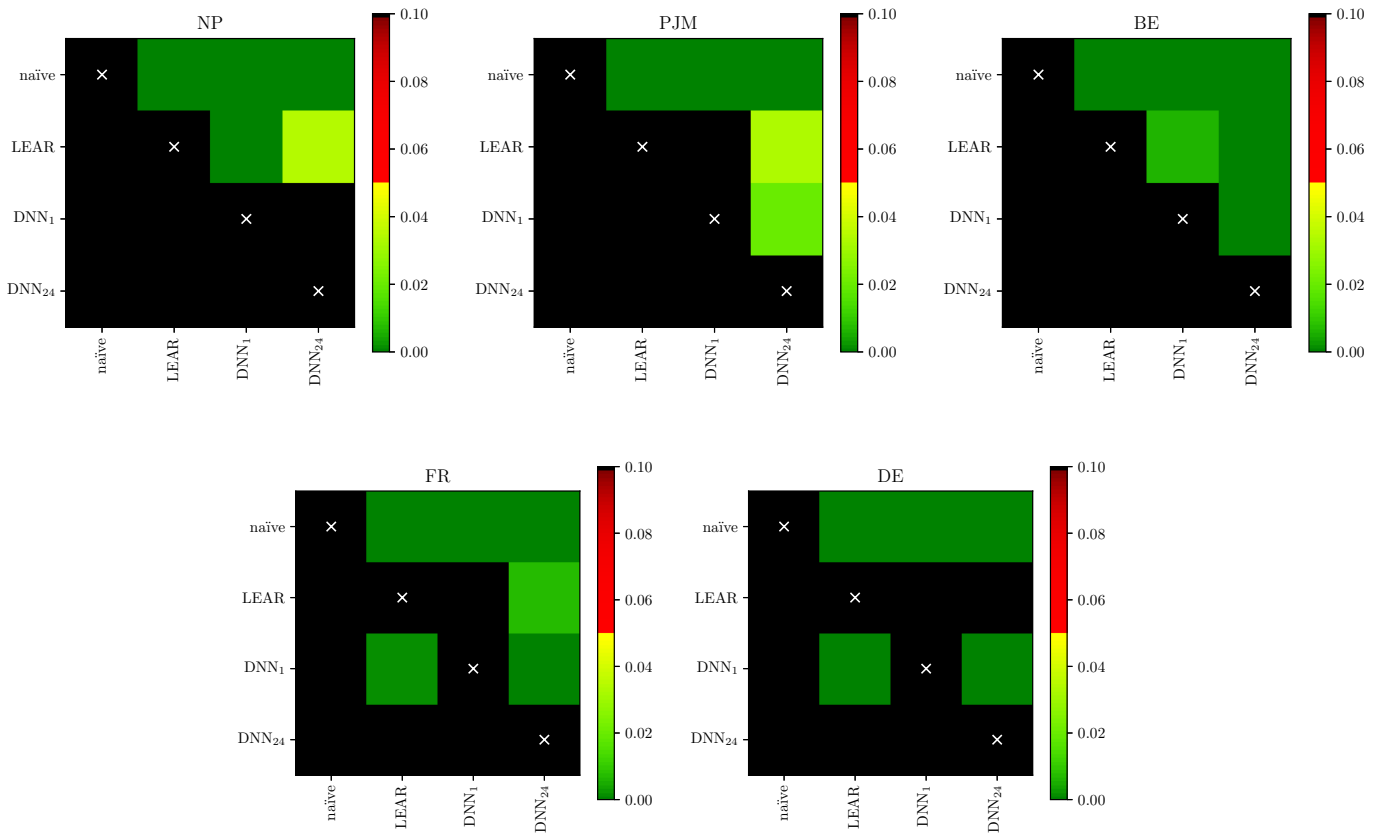 NP
naïve
LEAR
DNN₁
DNN₂₄
naïve
LEAR
DNN₁
DNN₂₄
0.10
0.08
0.06
0.04
0.02
0.00
PJM
naïve
LEAR
DNN₁
DNN₂₄
naïve
LEAR
DNN₁
DNN₂₄
0.10
0.08
0.06
0.04
0.02
0.00
BE
naïve
LEAR
DNN₁
DNN₂₄
naïve
LEAR
DNN₁
DNN₂₄
0.10
0.08
0.06
0.04
0.02
0.00
FR
naïve
LEAR
DNN₁
DNN₂₄
naïve
LEAR
DNN₁
DNN₂₄
0.10
0.08
0.06
0.04
0.02
0.00
DE
naïve
LEAR
DNN₁
DNN₂₄
naïve
LEAR
DNN₁
DNN₂₄
0.10
0.08
0.06
0.04
0.02
0.00